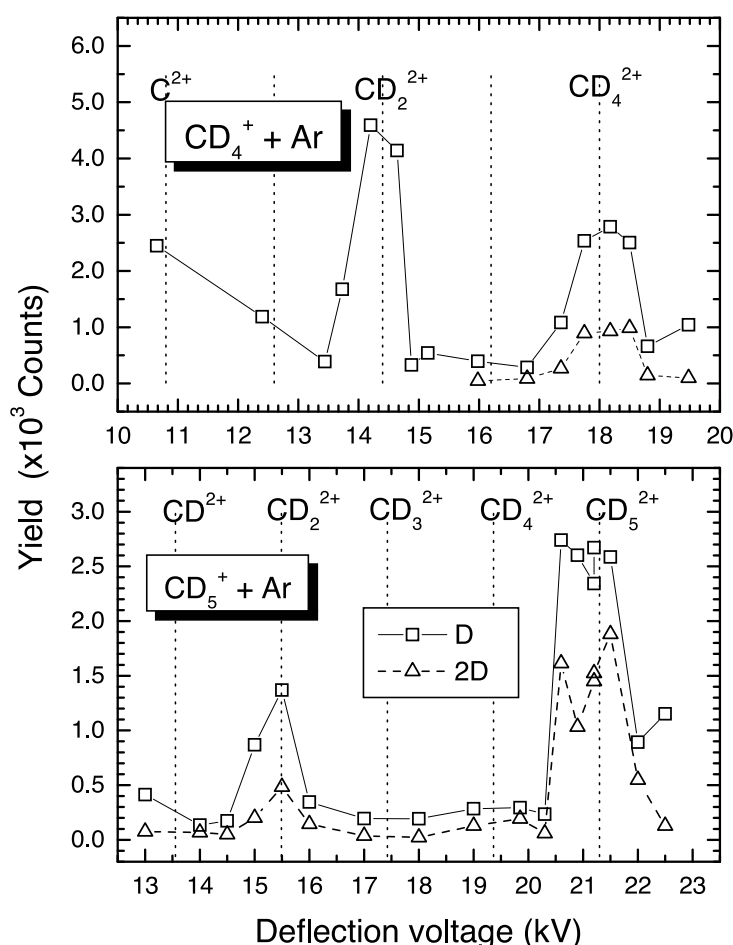 6.0
5.0
4.0
3.0
2.0
1.0
0.0
C²⁺
CD₂²⁺
CD₄²⁺
CD₄⁺ + Ar
10 11 12 13 14 15 16 17 18 19 20
Yield (x10³ Counts)
3.0
2.5
2.0
1.5
1.0
0.5
0.0
CD²⁺ CD₂²⁺ CD₃²⁺ CD₄²⁺ CD₅²⁺
CD₅⁺ + Ar
D
2D
13 14 15 16 17 18 19 20 21 22 23
Deflection voltage (kV)